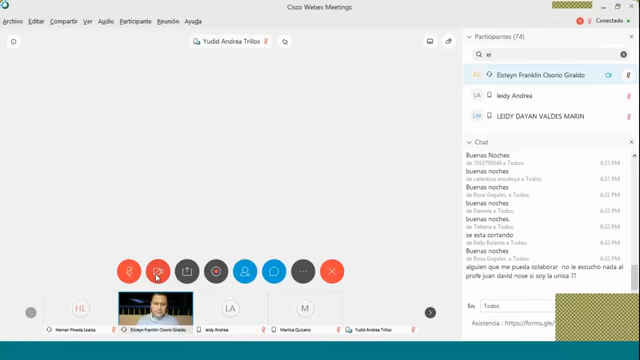 Cisco Webex Meetings
Archivo Editar Compartir Ver Audio Participante Reunión Ayuda
Conectado
Yudid Andrea Trillos
Participantes (74)
ei
Eisteyn Franklin Osorio Giraldo
LA leidy Andrea
LM LEIDY DAYAN VALDES MARIN
Chat
Buenas Noches
de 1053799549 a Todos: 6:31 PM
buenas noches
de valentina montoya a Todos: 6:32 PM
Buenas noches
de Rosa Grajales. a Todos: 6:32 PM
buenas noches
de Daniela a Todos: 6:32 PM
buenas noches.
de Tatiana a Todos: 6:32 PM
se esta cortando
de Kelly Galarda a Todos: 6:32 PM
Buenas noches
de Rosa Grajales. a Todos: 6:32 PM
alguien que me pueda colaborar no le escucho nada al
profe juan david nose si soy la unica ??
En: Todos
Asistencia : https://forms.gle/
HL LA M
Hernan Pineda Loaiza Eisteyn Franklin Osorio Giraldo leidy Andrea Maritza Quiceno Yudid Andrea Trillos